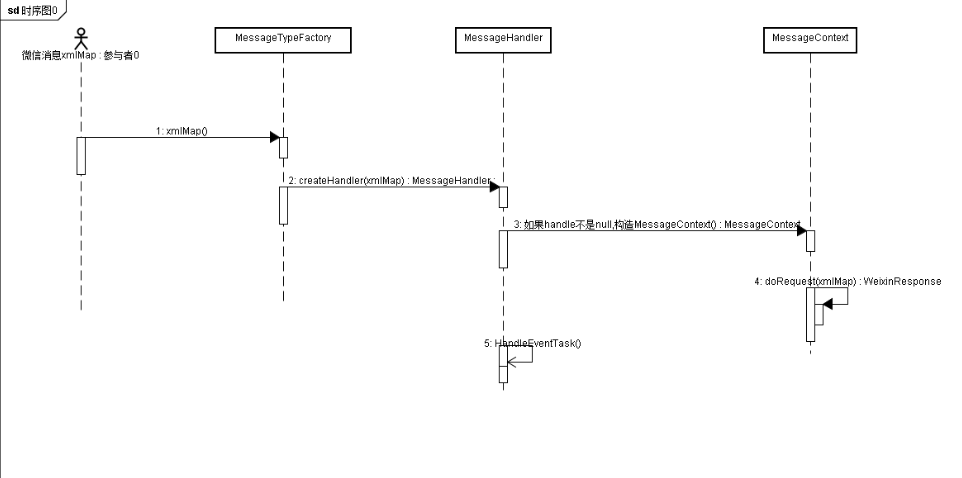 sd 时序图0
微信消息xmlMap : 参与者0
MessageTypeFactory
MessageHandler
MessageContext
1: xmlMap()
2: createHandler(xmlMap) : MessageHandler :
3: 如果handle不是null,构造MessageContext() : MessageContext
4: doRequest(xmlMap) : WeixinResponse
5: HandleEventTask()